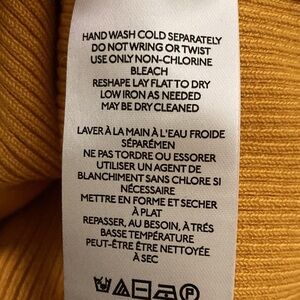 HAND WASH COLD SEPARATELY
DO NOT WRING OR TWIST
USE ONLY NON-CHLORINE
BLEACH
RESHAPE LAY FLAT TO DRY
LOW IRON AS NEEDED
MAY BE DRY CLEANED
LAVER À LA MAIN À L'EAU FROIDE
SÉPARÉMEN
NE PAS TORDRE OU ESSORER
UTILISER UN AGENT DE
BLANCHIMENT SANS CHLORE SI
NÉCESSAIRE
METTRE EN FORME ET SECHER
À PLAT
REPASSER, AU BESOIN, À TRÉS
BASSE TEMPÉRATURE
PEUT-ÊTRE ÊTRE NETTOYÉE
À SEC
P